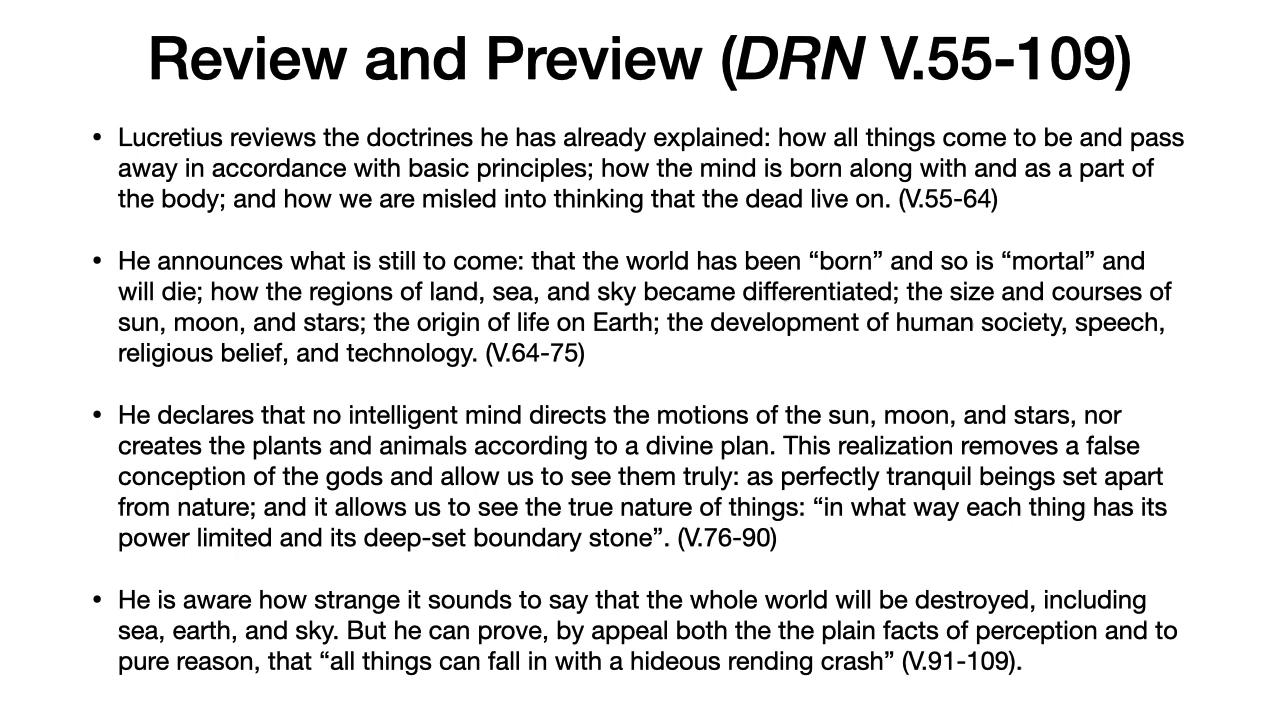 Review and Preview (DRN V.55-109)
• Lucretius reviews the doctrines he has already explained: how all things come to be and pass
away in accordance with basic principles; how the mind is born along with and as a part of
the body; and how we are misled into thinking that the dead live on. (V.55-64)
• He announces what is still to come: that the world has been “born” and so is “mortal” and
will die; how the regions of land, sea, and sky became differentiated; the size and courses of
sun, moon, and stars; the origin of life on Earth; the development of human society, speech,
religious belief, and technology. (V.64-75)
• He declares that no intelligent mind directs the motions of the sun, moon, and stars, nor
creates the plants and animals according to a divine plan. This realization removes a false
conception of the gods and allow us to see them truly: as perfectly tranquil beings set apart
from nature; and it allows us to see the true nature of things: “in what way each thing has its
power limited and its deep-set boundary stone”. (V.76-90)
• He is aware how strange it sounds to say that the whole world will be destroyed, including
sea, earth, and sky. But he can prove, by appeal both the the plain facts of perception and to
pure reason, that “all things can fall in with a hideous rending crash” (V.91-109).